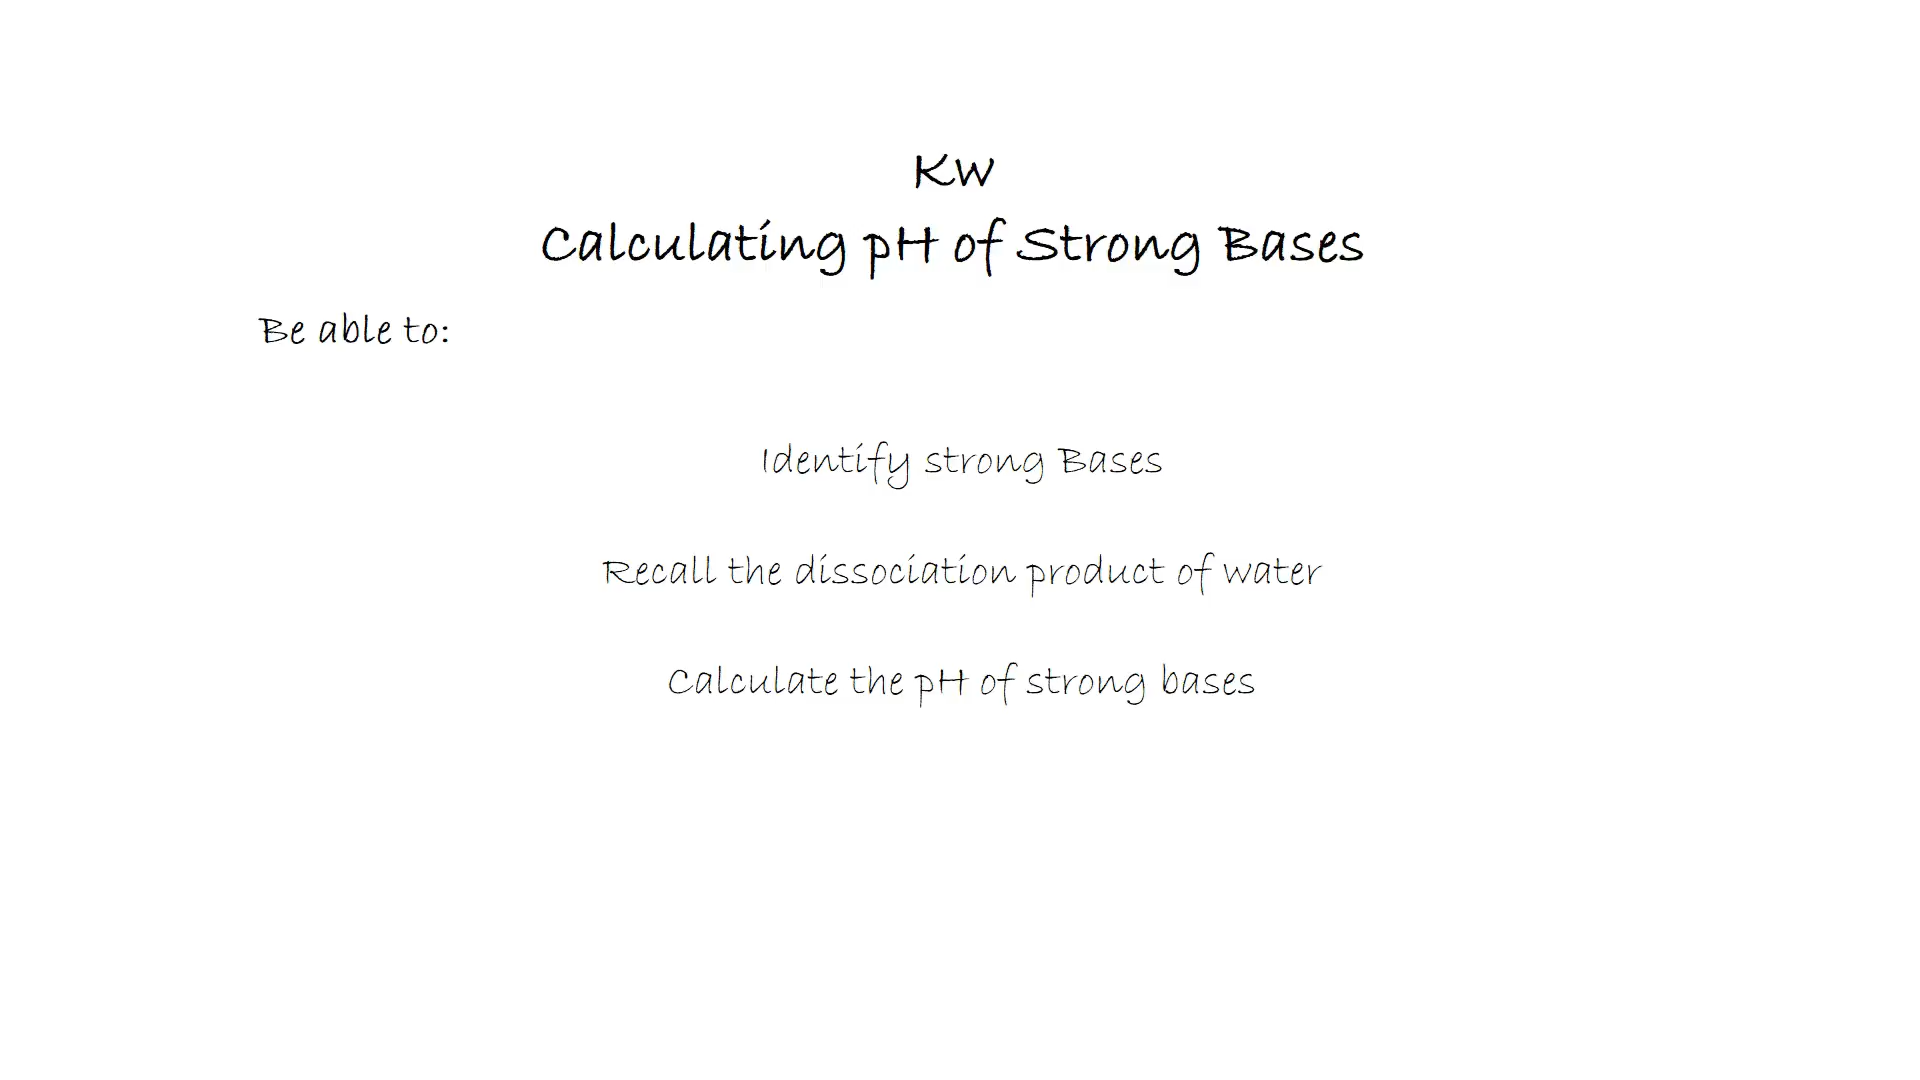 Kw
Calculating pH of Strong Bases
Be able to:
Identify strong Bases
Recall the dissociation product of water
Calculate the pH of strong bases